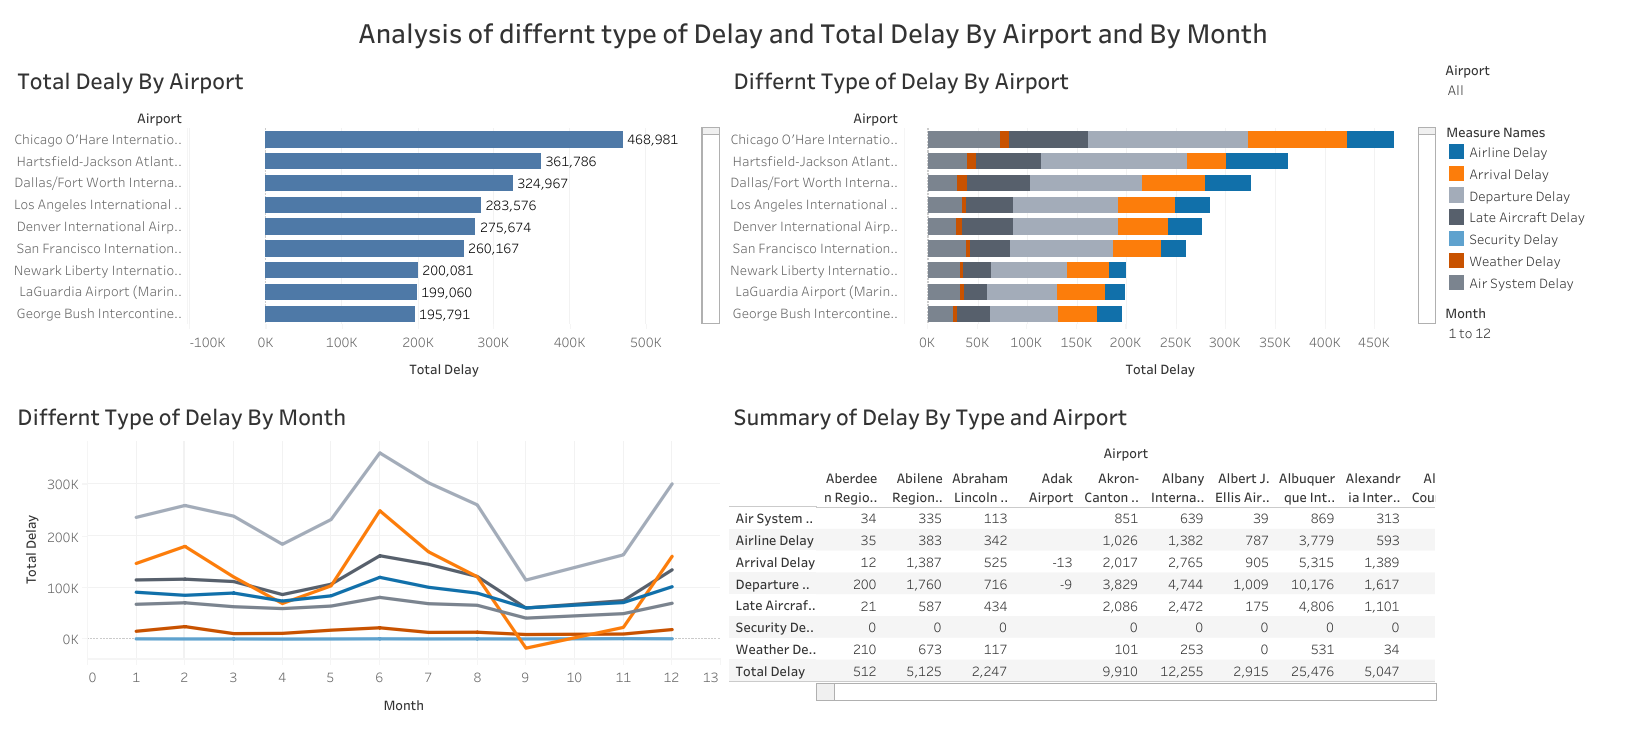 Analysis of differnt type of Delay and Total Delay By Airport and By Month
Total Dealy By Airport
Airport
Chicago O'Hare Internatio.. 468,981
Hartsfield-Jackson Atlant.. 361,786
Dallas/Fort Worth Interna.. 324,967
Los Angeles International .. 283,576
Denver International Airp.. 275,674
San Francisco Internation.. 260,167
Newark Liberty Internatio.. 200,081
LaGuardia Airport (Marin.. 199,060
George Bush Intercontine.. 195,791
-100K 0K 100K 200K 300K 400K 500K
Total Delay
Differnt Type of Delay By Airport
Airport
Chicago O'Hare Internatio..
Hartsfield-Jackson Atlant..
Dallas/Fort Worth Interna..
Los Angeles International ..
Denver International Airp..
San Francisco Internation..
Newark Liberty Internatio..
LaGuardia Airport (Marin..
George Bush Intercontine..
0K 50K 100K 150K 200K 250K 300K 350K 400K 450K
Total Delay
Airport
All
Measure Names
Airline Delay
Arrival Delay
Departure Delay
Late Aircraft Delay
Security Delay
Weather Delay
Air System Delay
Month
1 to 12
Differnt Type of Delay By Month
Total Delay
300K
200K
100K
0K
0 1 2 3 4 5 6 7 8 9 10 11 12 13
Month
Summary of Delay By Type and Airport
Airport
Aberdee Abilene Abraham Adak Akron- Albany Albert J. Albuquer Alexandr Al
n Regio.. Region.. Lincoln .. Airport Canton .. Interna.. Ellis Air.. que Int.. ia Inter.. Cou
Air System .. 34 335 113 851 639 39 869 313
Airline Delay 35 383 342 1,026 1,382 787 3,779 593
Arrival Delay 12 1,387 525 -13 2,017 2,765 905 5,315 1,389
Departure .. 200 1,760 716 -9 3,829 4,744 1,009 10,176 1,617
Late Aircraf.. 21 587 434 2,086 2,472 175 4,806 1,101
Security De.. 0 0 0 0 0 0 0 0
Weather De.. 210 673 117 101 253 0 531 34
Total Delay 512 5,125 2,247 9,910 12,255 2,915 25,476 5,047